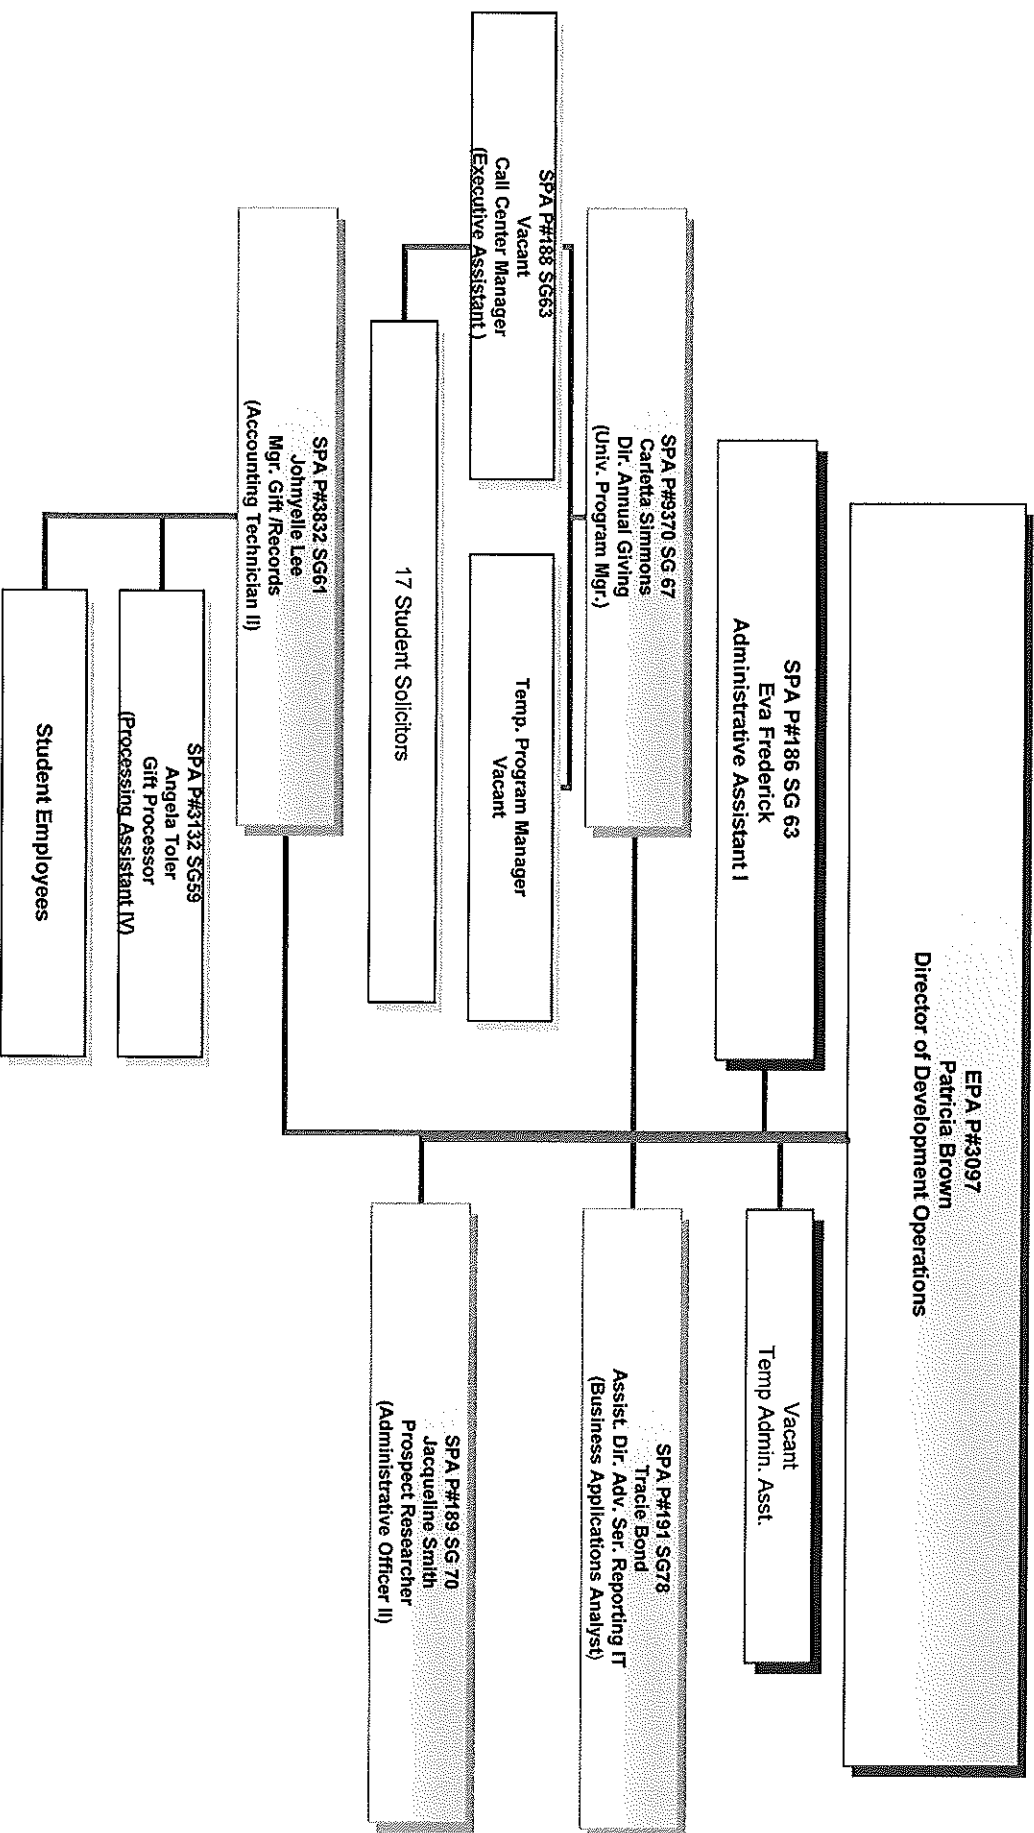 EPA P#3097
Patricia Brown
Director of Development Operations
SPA P#186 SG 63
Eva Frederick
Administrative Assistant I
Vacant
Temp Admin. Asst.
SPA P#9370 SG 67
Carletta Simmons
Dir. Annual Giving
(Univ. Program Mgr.)
SPA P#191 SG78
Tracie Bond
Assist. Dir. Adv. Ser. Reporting IT
(Business Applications Analyst)
SPA P#188 SG63
Vacant
Call Center Manager
(Executive Assistant )
Temp. Program Manager
Vacant
17 Student Solicitors
SPA P#189 SG 70
Jacqueline Smith
Prospect Researcher
(Administrative Officer II)
SPA P#3832 SG61
Johnyelle Lee
Mgr. Gift /Records
(Accounting Technician II)
SPA P#3132 SG59
Angela Toler
Gift Processor
(Processing Assistant IV)
Student Employees